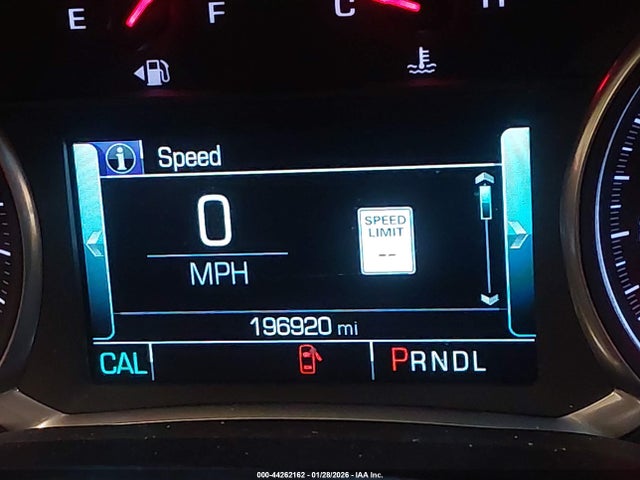 E F C H
i Speed
0
MPH
SPEED
LIMIT
--
196920 mi
CAL PRNDL
000-44262162 - 01/28/2026 - IAA Inc.